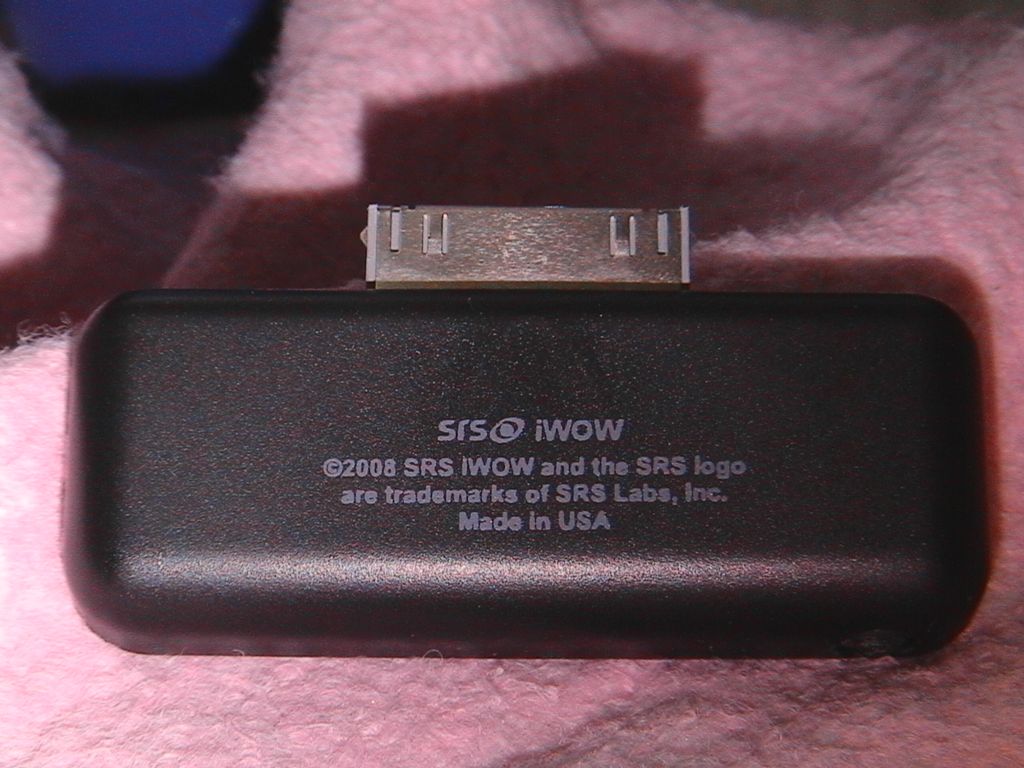 SRS iWOW
©2008 SRS iWOW and the SRS logo
are trademarks of SRS Labs, Inc.
Made in USA